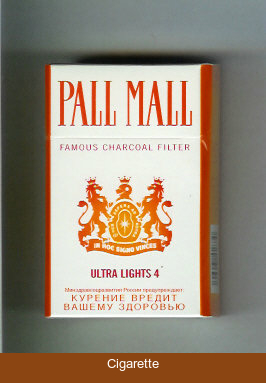 PALL MALL
FAMOUS CHARCOAL FILTER
IN HOC SIGNO VINCES
ULTRA LIGHTS 4
Минздравсоцразвития России предупреждает:
КУРЕНИЕ ВРЕДИТ
ВАШЕМУ ЗДОРОВЬЮ
Cigarette